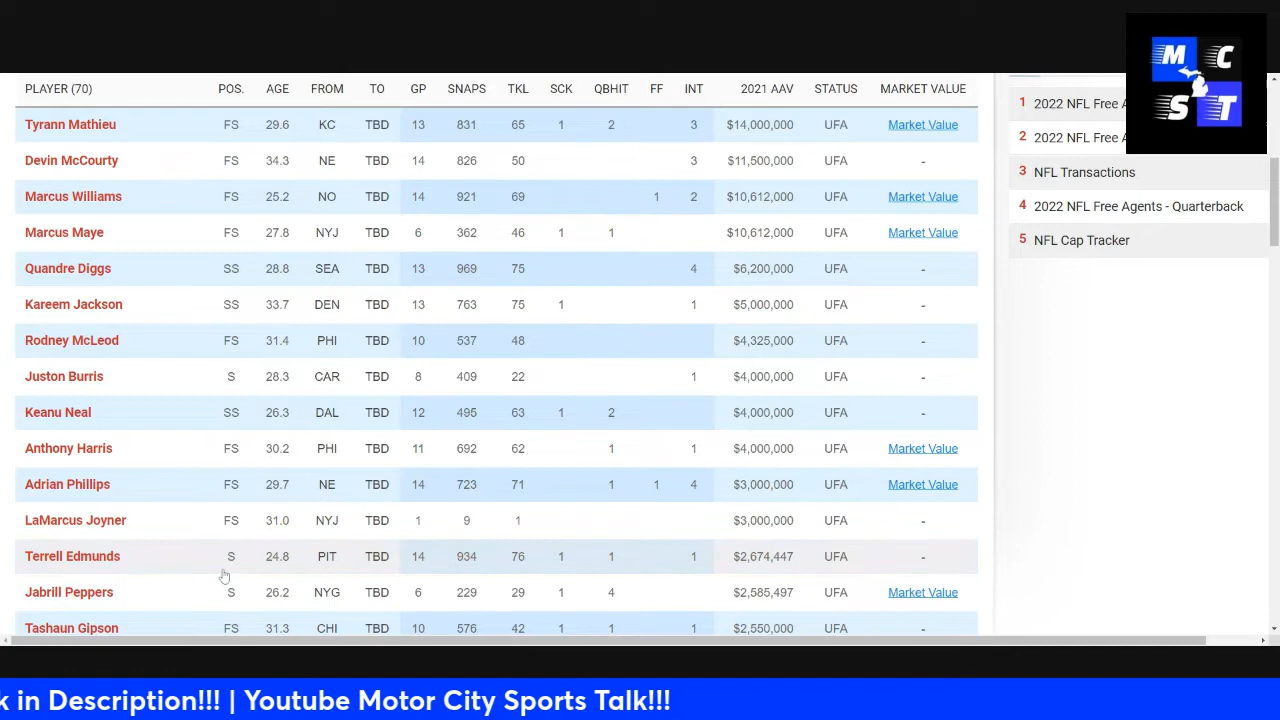 M C
S T
PLAYER (70) POS. AGE FROM TO GP SNAPS TKL SCK QBHIT FF INT 2021 AAV STATUS MARKET VALUE
Tyrann Mathieu FS 29.6 KC TBD 13 831 1 2 3 $14,000,000 UFA Market Value
Devin McCourty FS 34.3 NE TBD 14 826 50 3 $11,500,000 UFA -
Marcus Williams FS 25.2 NO TBD 14 921 69 1 2 $10,612,000 UFA Market Value
Marcus Maye FS 27.8 NYJ TBD 6 362 46 1 1 $10,612,000 UFA Market Value
Quandre Diggs SS 28.8 SEA TBD 13 969 75 4 $6,200,000 UFA -
Kareem Jackson SS 33.7 DEN TBD 13 763 75 1 1 $5,000,000 UFA -
Rodney McLeod FS 31.4 PHI TBD 10 537 48 $4,325,000 UFA -
Juston Burris S 28.3 CAR TBD 8 409 22 1 $4,000,000 UFA -
Keanu Neal SS 26.3 DAL TBD 12 495 63 1 2 $4,000,000 UFA -
Anthony Harris FS 30.2 PHI TBD 11 692 62 1 1 $4,000,000 UFA Market Value
Adrian Phillips FS 29.7 NE TBD 14 723 71 1 1 4 $3,000,000 UFA Market Value
LaMarcus Joyner FS 31.0 NYJ TBD 1 9 1 $3,000,000 UFA -
Terrell Edmunds S 24.8 PIT TBD 14 934 76 1 1 1 $2,674,447 UFA -
Jabrill Peppers S 26.2 NYG TBD 6 229 29 1 4 $2,585,497 UFA Market Value
Tashaun Gipson FS 31.3 CHI TBD 10 576 42 1 1 1 $2,550,000 UFA -
1 2022 NFL Free A
2 2022 NFL Free A
3 NFL Transactions
4 2022 NFL Free Agents - Quarterback
5 NFL Cap Tracker
k in Description!!! | Youtube Motor City Sports Talk!!!